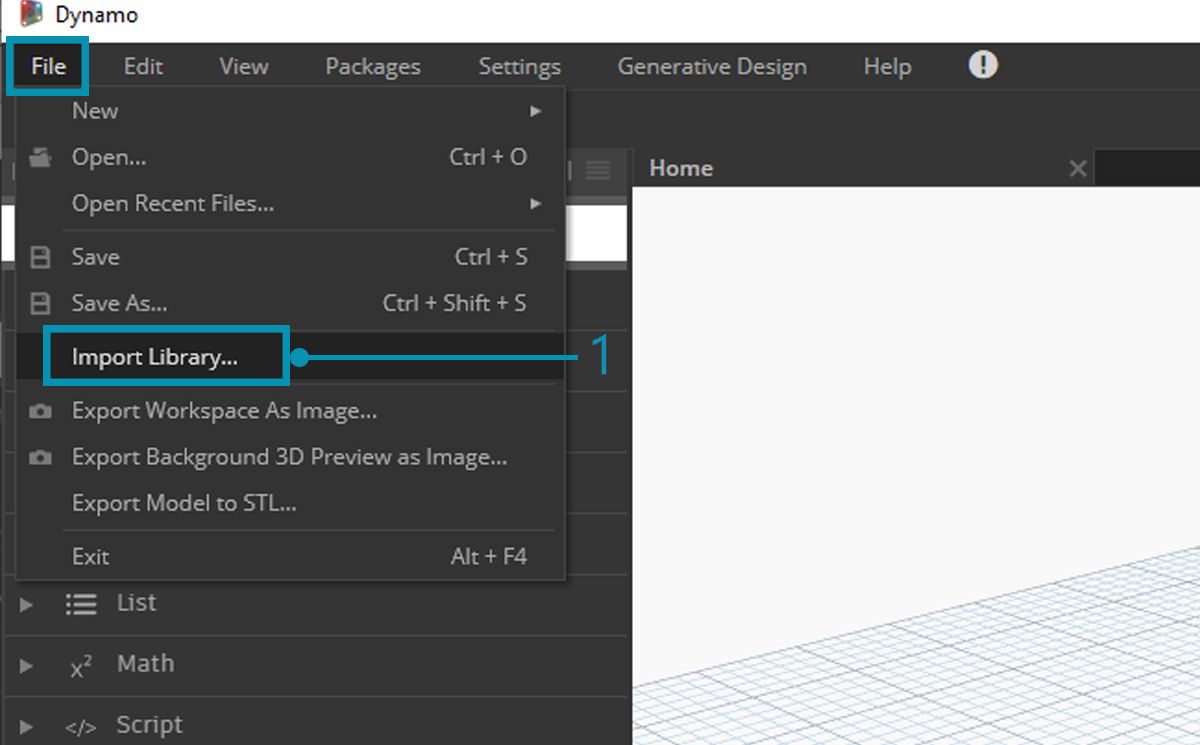 Dynamo
File Edit View Packages Settings Generative Design Help
New
Open... Ctrl + O
Open Recent Files...
Save Ctrl + S
Save As... Ctrl + Shift + S
Import Library... 1
Export Workspace As Image...
Export Background 3D Preview as Image...
Export Model to STL...
Exit Alt + F4
Home
List
x² Math
</> Script